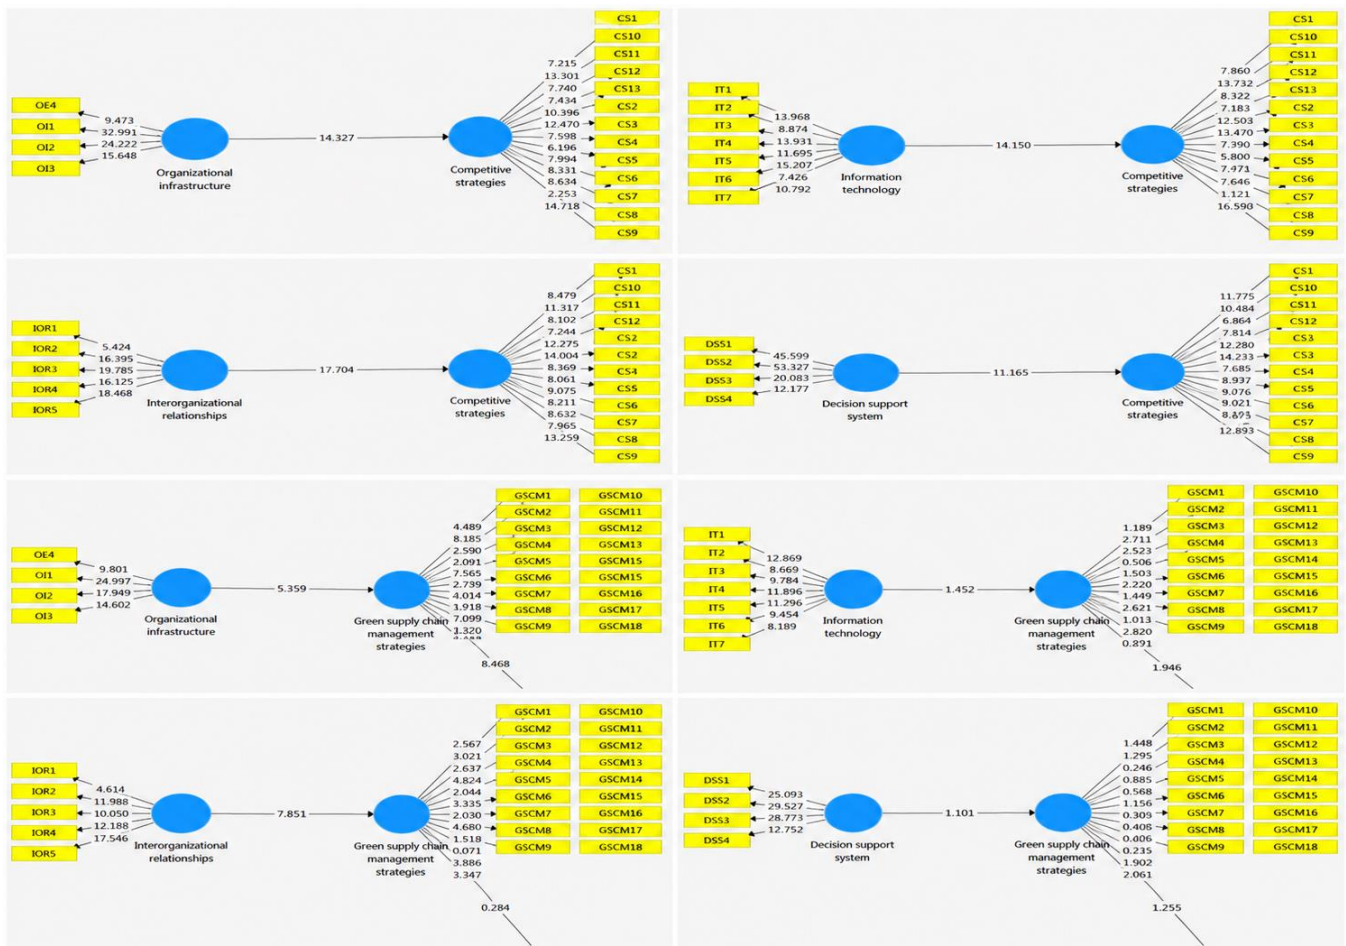 CS1
CS10
CS11
CS12
CS13
CS2
CS3
CS4
CS5
CS6
CS7
CS8
CS9
7.215
13.301
7.740
7.434
10.396
12.470
7.598
6.196
7.994
8.331
8.634
2.253
14.718
OE4
OI1
OI2
OI3
9.473
32.991
24.222
15.648
14.327
Organizational
infrastructure
Competitive
strategies
CS1
CS10
CS11
CS12
CS13
CS2
CS3
CS4
CS5
CS6
CS7
CS8
CS9
7.860
13.732
8.322
7.183
12.503
13.470
7.390
5.800
7.471
7.646
1.121
16.590
IT1
IT2
IT3
IT4
IT5
IT6
IT7
13.968
8.874
13.931
11.695
15.207
7.426
10.792
14.150
Information
technology
Competitive
strategies
CS1
CS10
CS11
CS12
CS2
CS2
CS4
CS5
CS6
CS7
CS8
CS9
8.479
11.317
8.102
7.244
12.275
14.004
8.369
8.061
9.075
8.211
8.632
7.965
13.259
IOR1
IOR2
IOR3
IOR4
IOR5
5.424
16.395
19.785
16.125
18.468
17.704
Interorganizational
relationships
Competitive
strategies
CS1
CS10
CS11
CS12
CS3
CS3
CS4
CS5
CS6
CS7
CS8
CS9
11.775
10.484
6.864
7.814
12.280
14.233
7.685
8.937
9.076
9.021
12.893
DSS1
DSS2
DSS3
DSS4
45.599
53.327
20.083
12.177
11.165
Decision support
system
Competitive
strategies
GSCM1 GSCM10
GSCM2 GSCM11
GSCM3 GSCM12
GSCM4 GSCM13
GSCM5 GSCM15
GSCM6 GSCM15
GSCM7 GSCM16
GSCM8 GSCM17
GSCM9 GSCM18
4.489
8.185
2.590
2.091
7.565
2.739
4.014
1.918
7.099
1.320
8.468
OE4
OI1
OI2
OI3
9.801
24.997
17.949
14.602
5.359
Organizational
infrastructure
Green supply chain
management
strategies
GSCM1 GSCM10
GSCM2 GSCM11
GSCM3 GSCM12
GSCM4 GSCM13
GSCM5 GSCM14
GSCM6 GSCM15
GSCM7 GSCM16
GSCM8 GSCM17
GSCM9 GSCM18
1.189
2.711
2.523
0.506
1.503
2.220
1.449
2.621
1.013
2.820
0.891
1.946
IT1
IT2
IT3
IT4
IT5
IT6
IT7
12.869
8.669
9.784
11.896
11.296
9.454
8.189
1.452
Information
technology
Green supply chain
management
strategies
GSCM1 GSCM10
GSCM2 GSCM11
GSCM3 GSCM12
GSCM4 GSCM13
GSCM5 GSCM14
GSCM6 GSCM15
GSCM7 GSCM16
GSCM8 GSCM17
GSCM9 GSCM18
2.567
3.021
2.637
4.824
2.044
3.335
2.030
4.680
1.518
0.071
3.886
3.347
0.284
IOR1
IOR2
IOR3
IOR4
IOR5
4.614
11.988
10.050
12.188
17.546
7.851
Interorganizational
relationships
Green supply chain
management
strategies
GSCM1 GSCM10
GSCM2 GSCM11
GSCM3 GSCM12
GSCM4 GSCM13
GSCM5 GSCM14
GSCM6 GSCM15
GSCM7 GSCM16
GSCM8 GSCM17
GSCM9 GSCM18
1.448
1.295
0.246
0.885
0.568
1.156
0.309
0.408
0.006
0.235
1.902
2.061
1.255
DSS1
DSS2
DSS3
DSS4
25.093
29.527
28.773
12.752
1.101
Decision support
system
Green supply chain
management
strategies